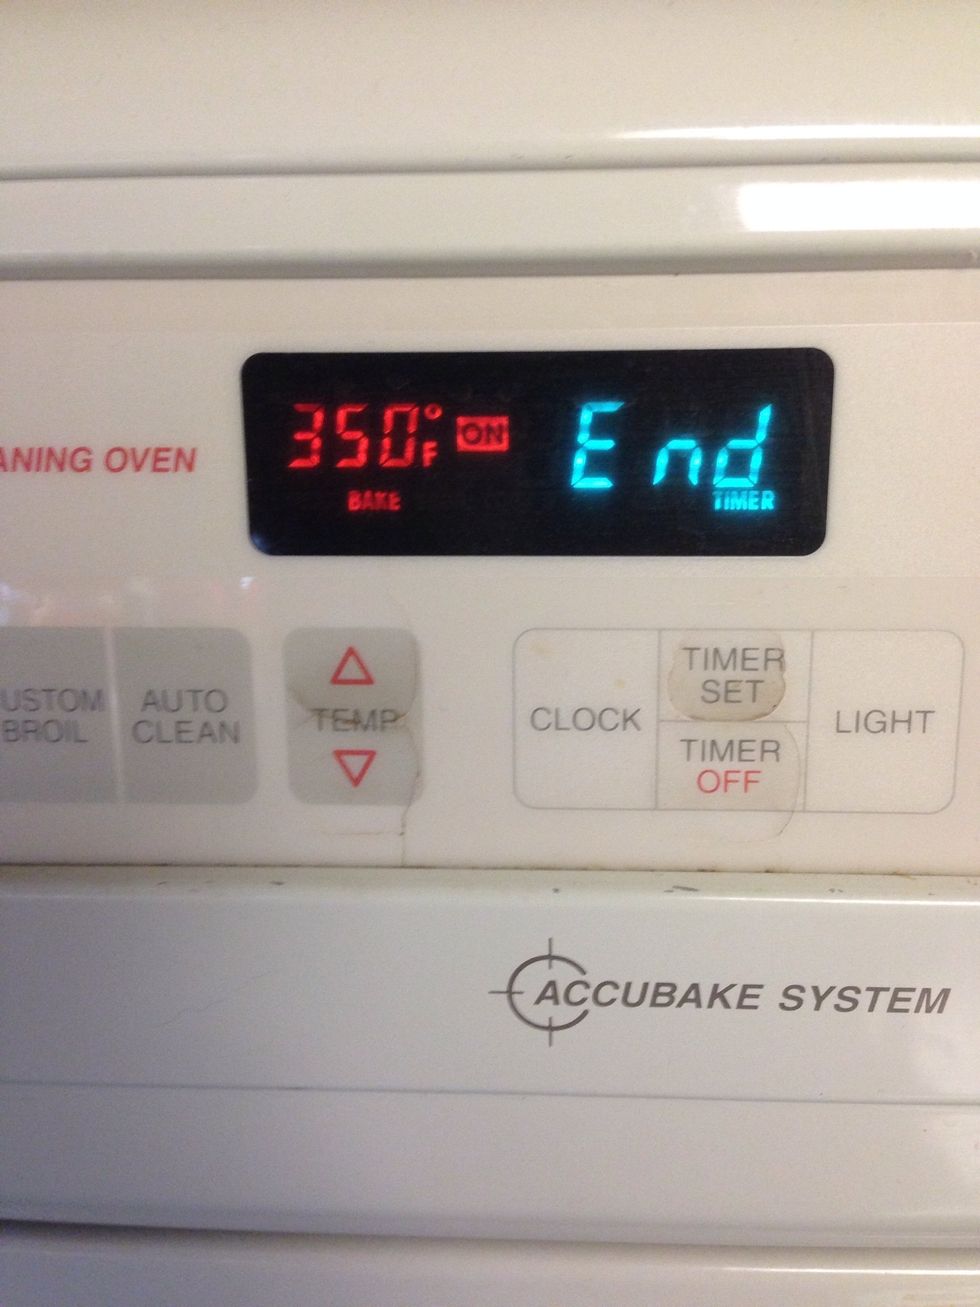 350°F ON End
BAKE TIMER
ANING OVEN
USTOM
BROIL
AUTO
CLEAN
TEMP
CLOCK
TIMER
SET
TIMER
OFF
LIGHT
ACCUBAKE SYSTEM